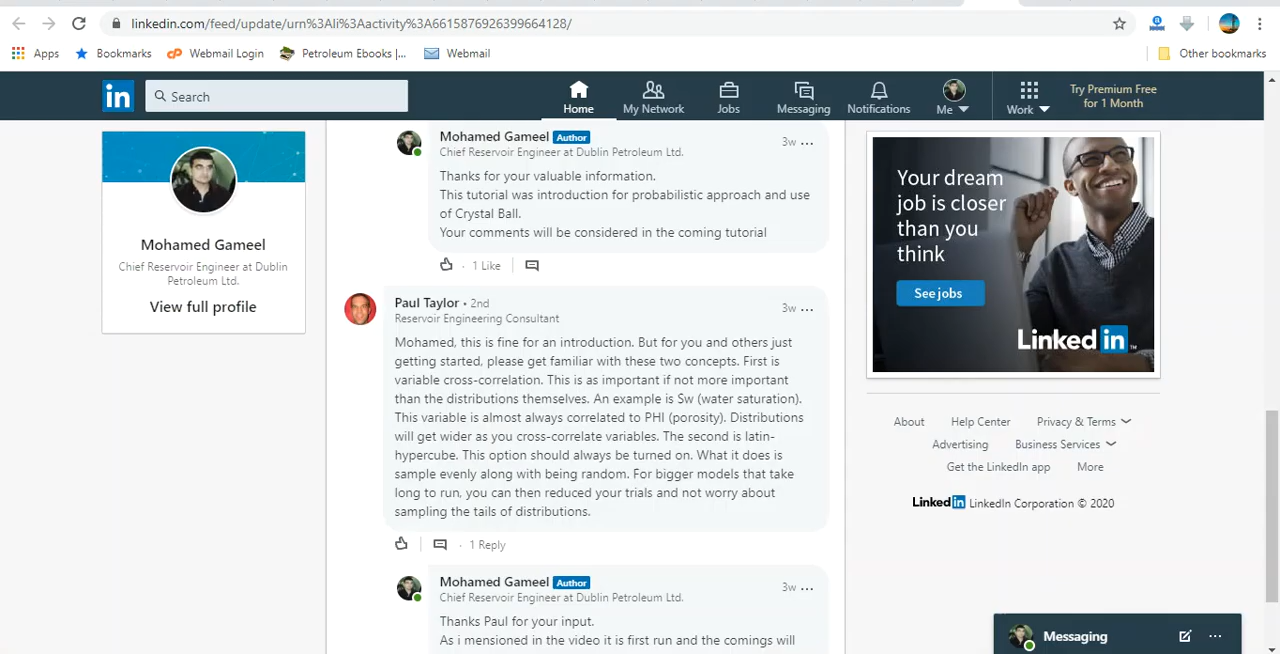 linkedin.com/feed/update/urn%3Ali%3Aactivity%3A6615876926399664128/
Apps Bookmarks Webmail Login Petroleum Ebooks |... Webmail Other bookmarks
in Search Home My Network Jobs Messaging Notifications Me Work Try Premium Free
for 1 Month
Mohamed Gameel
Chief Reservoir Engineer at Dublin
Petroleum Ltd.
View full profile
Mohamed Gameel Author 3w ...
Chief Reservoir Engineer at Dublin Petroleum Ltd.
Thanks for your valuable information.
This tutorial was introduction for probabilistic approach and use
of Crystal Ball.
Your comments will be considered in the coming tutorial
· 1 Like
Paul Taylor • 2nd 3w ...
Reservoir Engineering Consultant
Mohamed, this is fine for an introduction. But for you and others just
getting started, please get familiar with these two concepts. First is
variable cross-correlation. This is as important if not more important
than the distributions themselves. An example is Sw (water saturation).
This variable is almost always correlated to PHI (porosity). Distributions
will get wider as you cross-correlate variables. The second is latin-
hypercube. This option should always be turned on. What it does is
sample evenly along with being random. For bigger models that take
long to run, you can then reduced your trials and not worry about
sampling the tails of distributions.
· 1 Reply
Mohamed Gameel Author 3w ...
Chief Reservoir Engineer at Dublin Petroleum Ltd.
Thanks Paul for your input.
As i mentioned in the video it is first run and the comings will
Your dream
job is closer
than you
think
See jobs
Linked in
About Help Center Privacy & Terms
Advertising Business Services
Get the LinkedIn app More
Linked in LinkedIn Corporation © 2020
Messaging ...